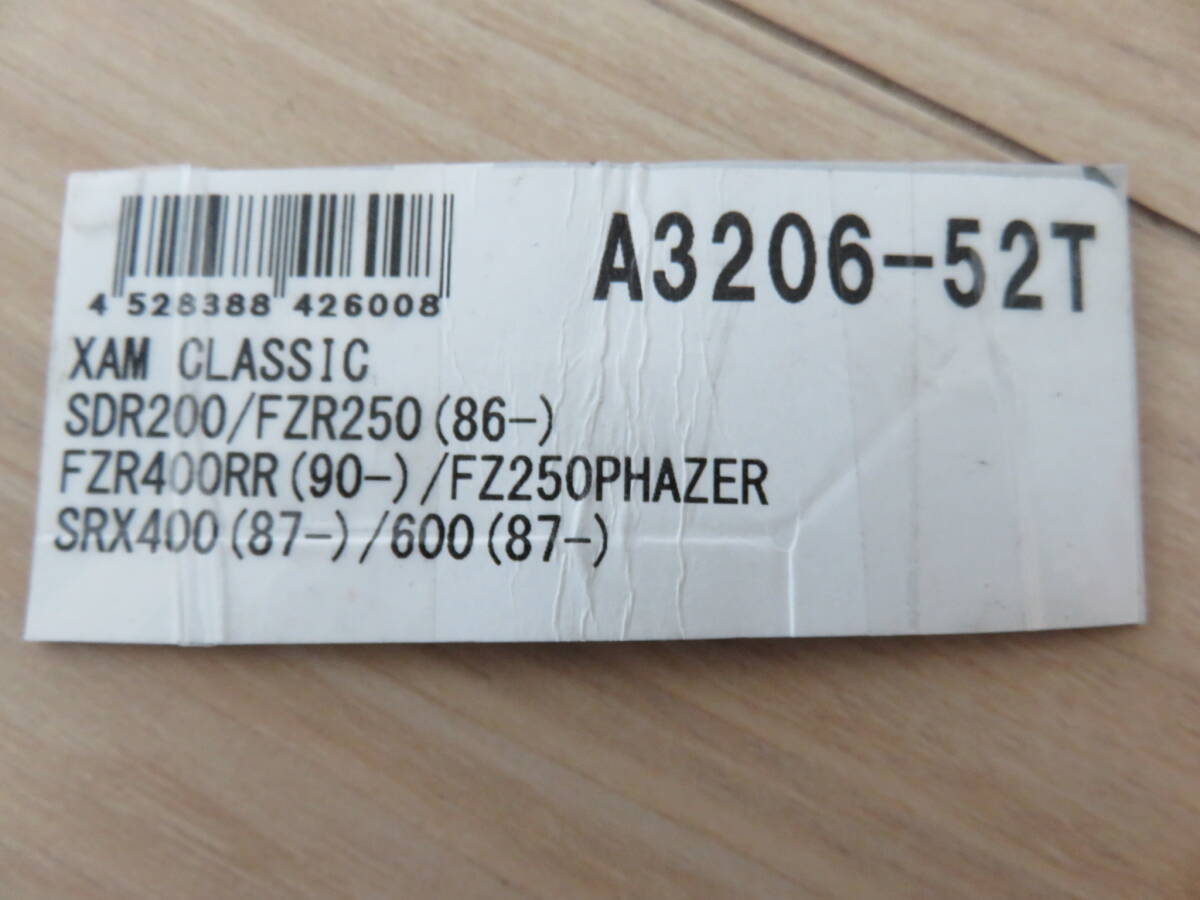 A3206-52T
4 528388 426008
XAM CLASSIC
SDR200/FZR250(86-)
FZR400RR(90-)/FZ250PHAZER
SRX400(87-)/600(87-)